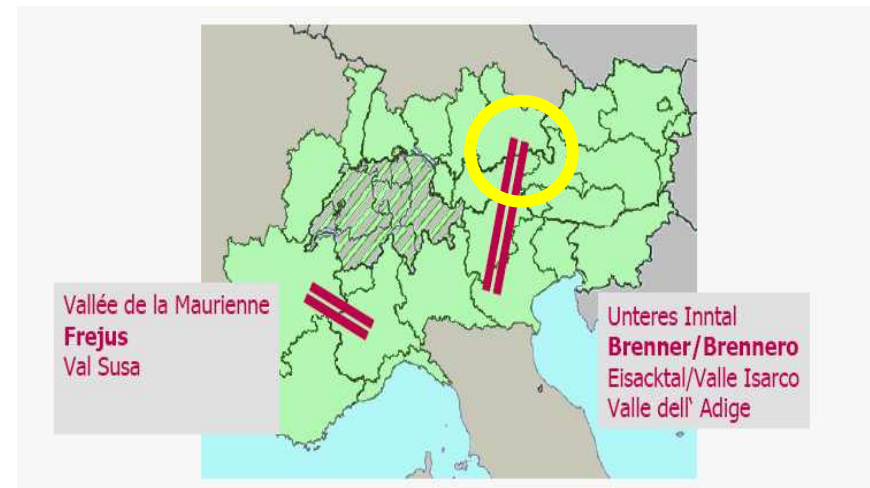 Vallée de la Maurienne
Frejus
Val Susa
Unteres Inntal
Brenner/Brennero
Eisacktal/Valle Isarco
Valle dell‘ Adige